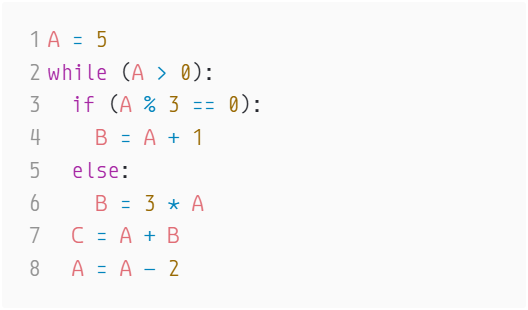 1 A = 5
2 while (A > 0):
3   if (A % 3 == 0):
4     B = A + 1
5   else:
6     B = 3 * A
7   C = A + B
8   A = A - 2